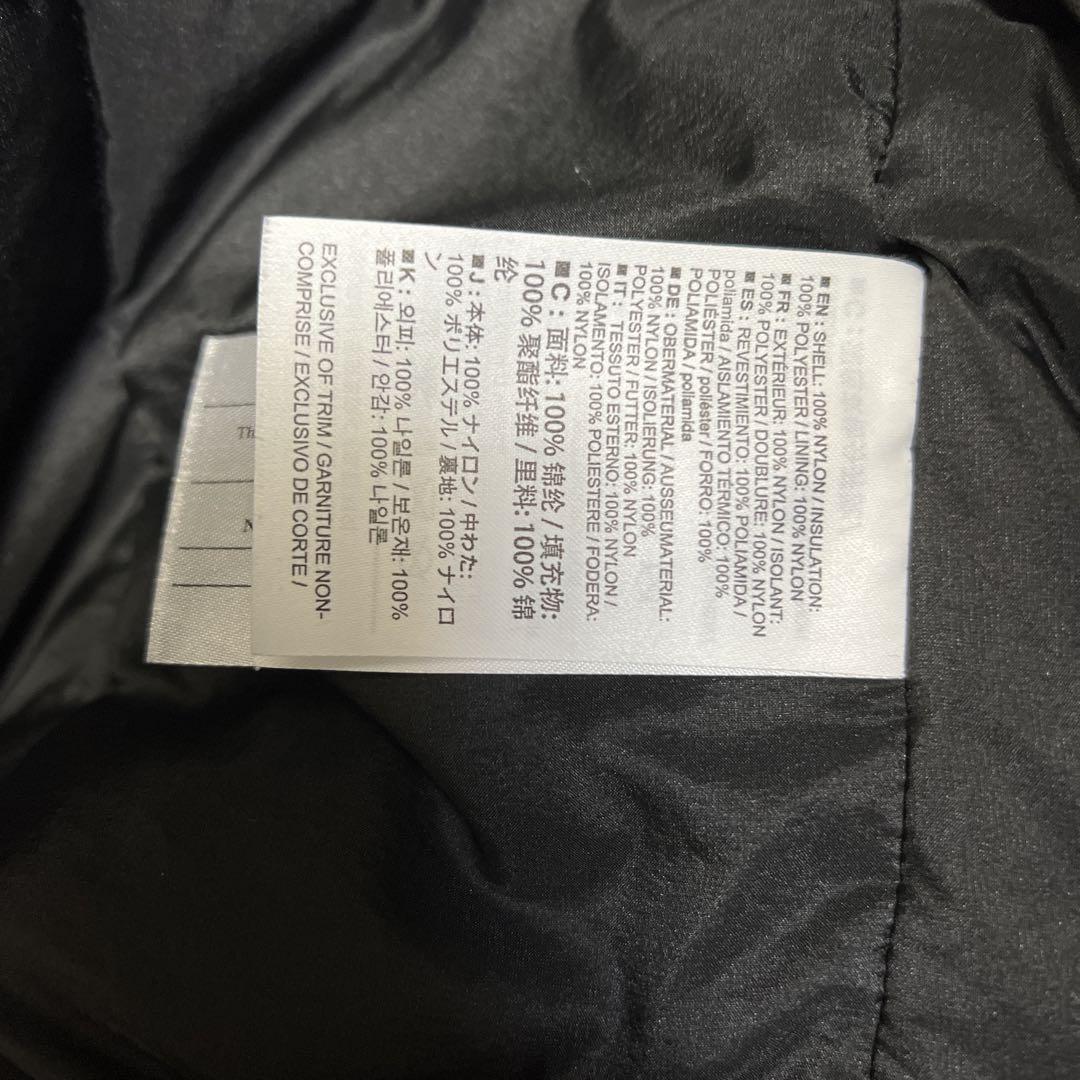 ■ EN : SHELL: 100% NYLON / INSULATION:
100% POLYESTER / LINING: 100% NYLON
■ FR : EXTÉRIEUR: 100% NYLON / ISOLANT:
100% POLYESTER / DOUBLURE: 100% NYLON
■ ES : REVESTIMIENTO: 100% POLIAMIDA /
poliamida / AISLAMIENTO TÉRMICO: 100%
POLIÉSTER / poliéster / FORRO: 100%
POLIAMIDA / poliamida
■ DE : OBERMATERIAL / AUSSEUMATERIAL:
100% NYLON / ISOLIERUNG: 100%
POLYESTER / FUTTER: 100% NYLON
■ IT : TESSUTO ESTERNO: 100% NYLON /
ISOLAMENTO: 100% POLIESTERE / FODERA:
100% NYLON
■ C : 面料: 100% 锦纶 / 填充物:
100% 聚酯纤维 / 里料: 100% 锦
纶
■ J : 本体: 100% ナイロン / 中わた:
100% ポリエステル / 裏地: 100% ナイロ
ン
■ K : 외피: 100% 나일론 / 보온재: 100%
폴리에스터 / 안감: 100% 나일론
EXCLUSIVE OF TRIM / GARNITURE NON-
COMPRISE / EXCLUSIVO DE CORTE /
Th